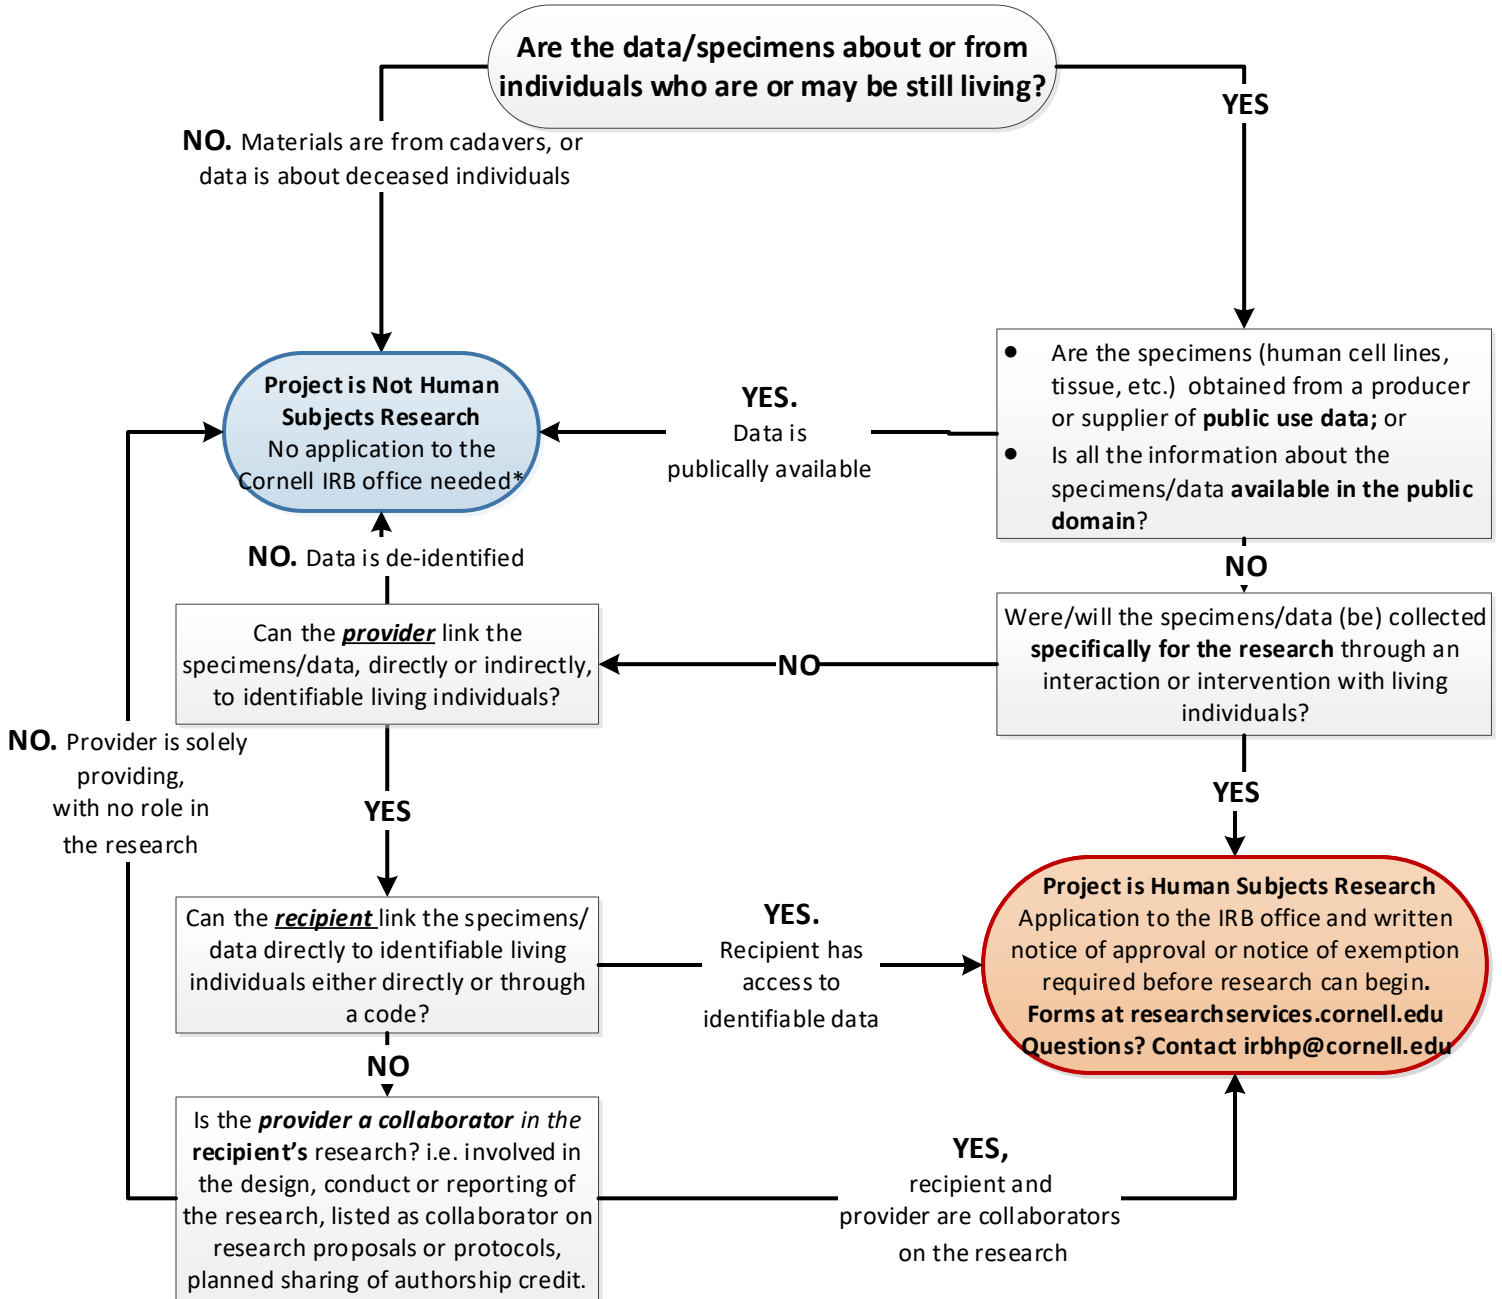 Are the data/specimens about or from
individuals who are or may be still living?
YES
NO. Materials are from cadavers, or
data is about deceased individuals
● Are the specimens (human cell lines,
tissue, etc.) obtained from a producer
or supplier of public use data; or
● Is all the information about the
specimens/data available in the public
domain?
YES.
Data is
publically available
Project is Not Human
Subjects Research
No application to the
Cornell IRB office needed*
NO
NO. Data is de-identified
Were/will the specimens/data (be) collected
specifically for the research through an
interaction or intervention with living
individuals?
NO
Can the provider link the
specimens/data, directly or indirectly,
to identifiable living individuals?
NO. Provider is solely
providing,
with no role in
the research
YES
YES
Can the recipient link the specimens/
data directly to identifiable living
individuals either directly or through
a code?
YES.
Recipient has
access to
identifiable data
Project is Human Subjects Research
Application to the IRB office and written
notice of approval or notice of exemption
required before research can begin.
Forms at researchservices.cornell.edu
Questions? Contact irbhp@cornell.edu
NO
Is the provider a collaborator in the
recipient's research? i.e. involved in
the design, conduct or reporting of
the research, listed as collaborator on
research proposals or protocols,
planned sharing of authorship credit.
YES,
recipient and
provider are collaborators
on the research